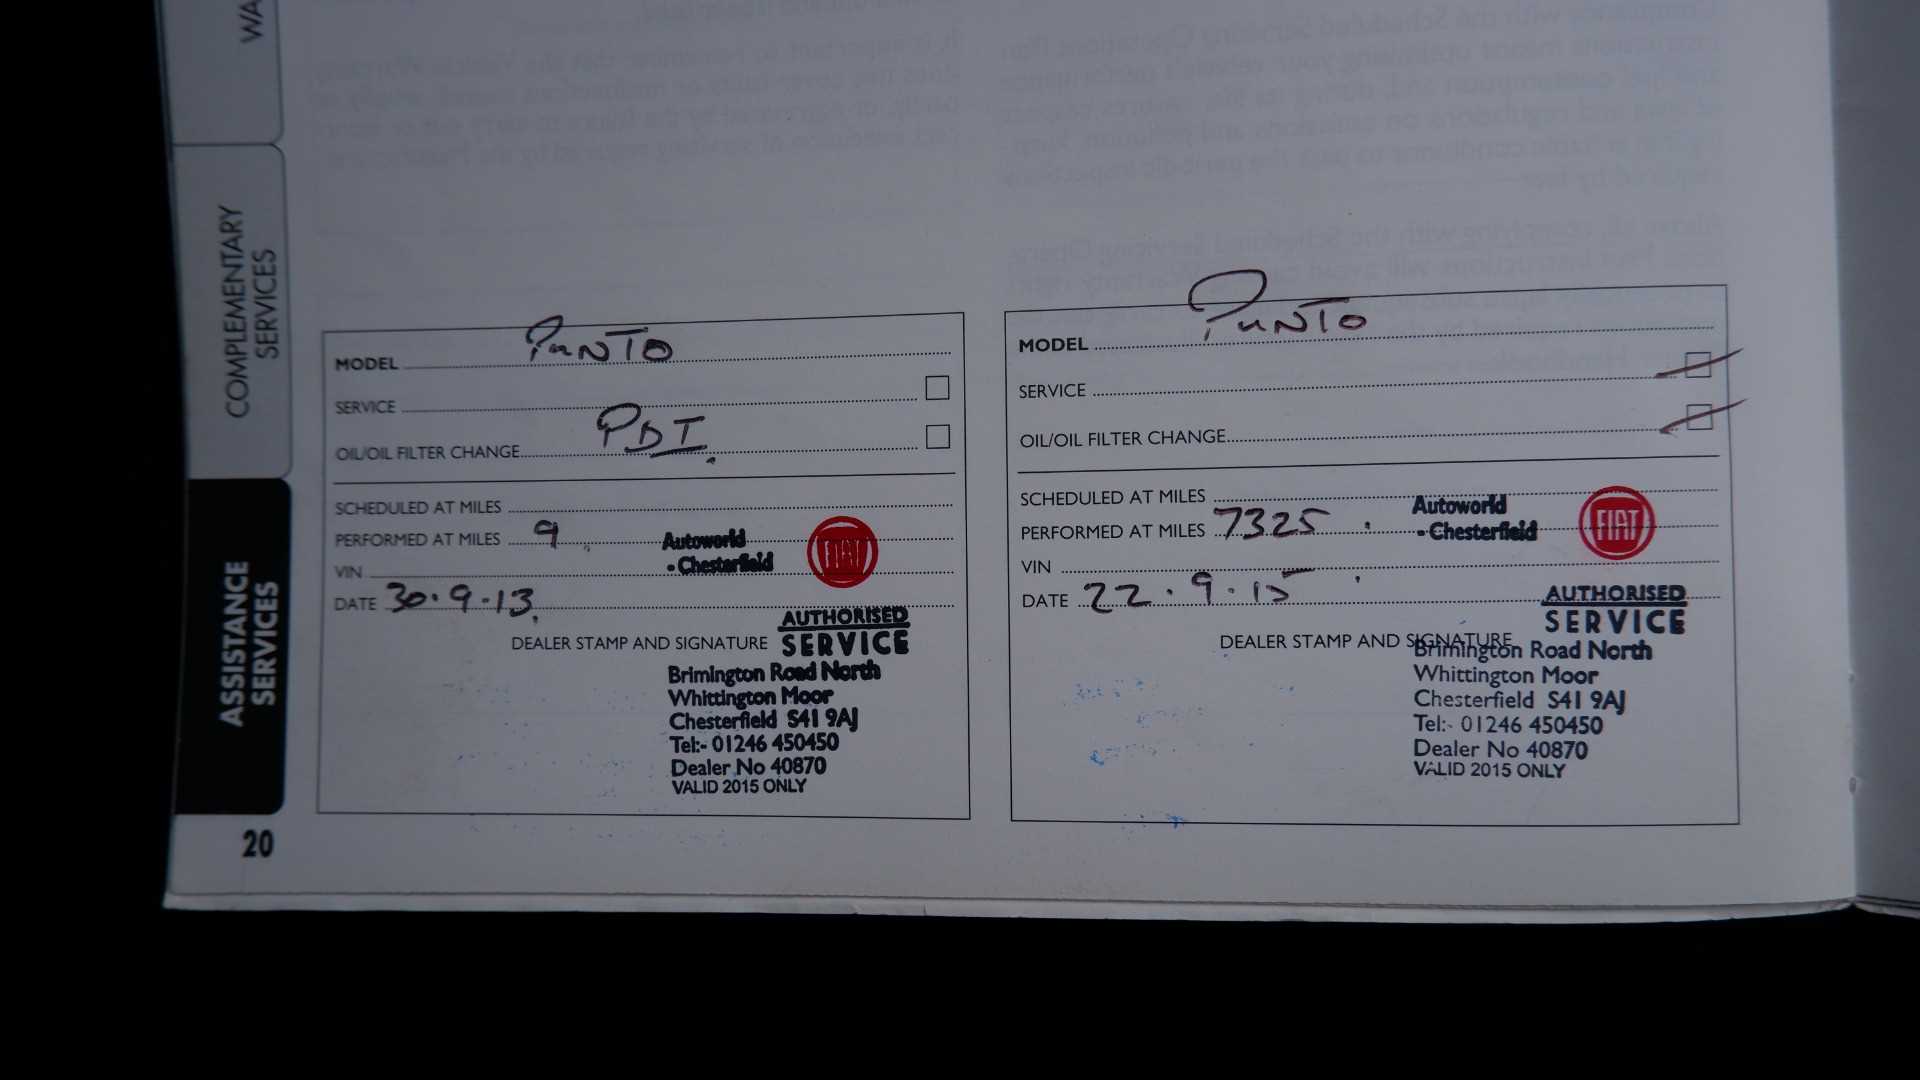 WA
COMPLEMENTARY
SERVICES
ASSISTANCE
SERVICES
20
MODEL PUNTO
SERVICE
OIL/OIL FILTER CHANGE PDI
SCHEDULED AT MILES
PERFORMED AT MILES 9
VIN
DATE 30.9.13
DEALER STAMP AND SIGNATURE
Autoworld
Chesterfield
FIAT
AUTHORISED
SERVICE
Brimington Road North
Whittington Moor
Chesterfield S41 9AJ
Tel:- 01246 450450
Dealer No 40870
VALID 2015 ONLY
MODEL PUNTO
SERVICE
OIL/OIL FILTER CHANGE
SCHEDULED AT MILES
PERFORMED AT MILES 7325
VIN
DATE 22.9.15
DEALER STAMP AND SIGNATURE
Autoworld
Chesterfield
FIAT
AUTHORISED
SERVICE
Brimington Road North
Whittington Moor
Chesterfield S41 9AJ
Tel:- 01246 450450
Dealer No 40870
VALID 2015 ONLY